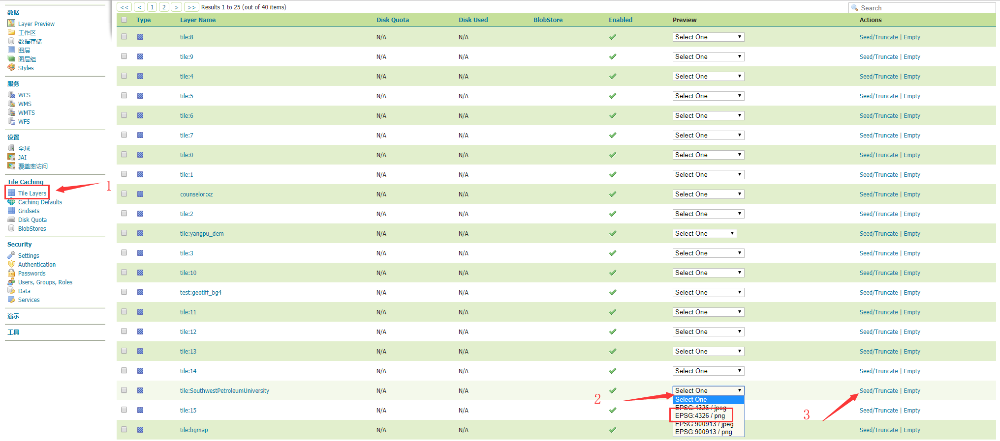 数据
Layer Preview
工作区
数据存储
图层
图层组
Styles
服务
WCS
WMS
WMTS
WFS
设置
全球
JAI
覆盖率访问
Tile Caching
Tile Layers
1
Caching Defaults
Gridsets
Disk Quota
BlobStores
Security
Settings
Authentication
Passwords
Users, Groups, Roles
Data
Services
演示
工具
<< < 1 2 > >> Results 1 to 25 (out of 40 items)
Search
Type Layer Name Disk Quota Disk Used BlobStore Enabled Preview Actions
tile:8 N/A N/A Select One Seed/Truncate | Empty
tile:9 N/A N/A Select One Seed/Truncate | Empty
tile:4 N/A N/A Select One Seed/Truncate | Empty
tile:5 N/A N/A Select One Seed/Truncate | Empty
tile:6 N/A N/A Select One Seed/Truncate | Empty
tile:7 N/A N/A Select One Seed/Truncate | Empty
tile:0 N/A N/A Select One Seed/Truncate | Empty
tile:1 N/A N/A Select One Seed/Truncate | Empty
counselor:xz N/A N/A Select One Seed/Truncate | Empty
tile:2 N/A N/A Select One Seed/Truncate | Empty
tile:yangpu_dem N/A N/A Select One Seed/Truncate | Empty
tile:3 N/A N/A Select One Seed/Truncate | Empty
tile:10 N/A N/A Select One Seed/Truncate | Empty
test:geotiff_bg4 N/A N/A Select One Seed/Truncate | Empty
tile:11 N/A N/A Select One Seed/Truncate | Empty
tile:12 N/A N/A Select One Seed/Truncate | Empty
tile:13 N/A N/A Select One Seed/Truncate | Empty
tile:14 N/A N/A Select One Seed/Truncate | Empty
tile:SouthwestPetroleumUniversity N/A N/A Select One Seed/Truncate | Empty
2
Select One
EPSG:4326 / jpeg
EPSG:4326 / png
EPSG:900913 / jpeg
EPSG:900913 / png
3
tile:15 N/A N/A Seed/Truncate | Empty
tile:bgmap N/A N/A Seed/Truncate | Empty